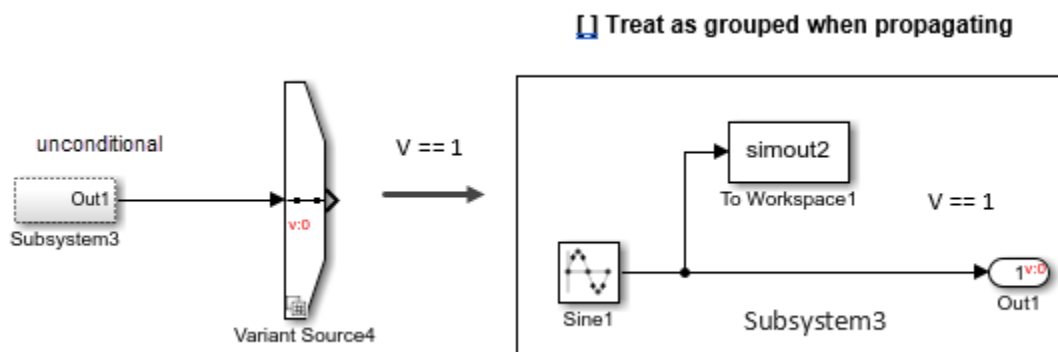 [ ] Treat as grouped when propagating
unconditional
Out1
Subsystem3
v:0
Variant Source4
V == 1
simout2
To Workspace1
V == 1
Sine1
1
v:0
Out1
Subsystem3